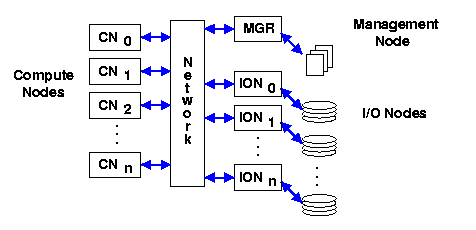 CN 0
CN 1
CN 2
CN n
Compute
Nodes
Network
MGR
ION 0
ION 1
ION n
Management
Node
I/O Nodes